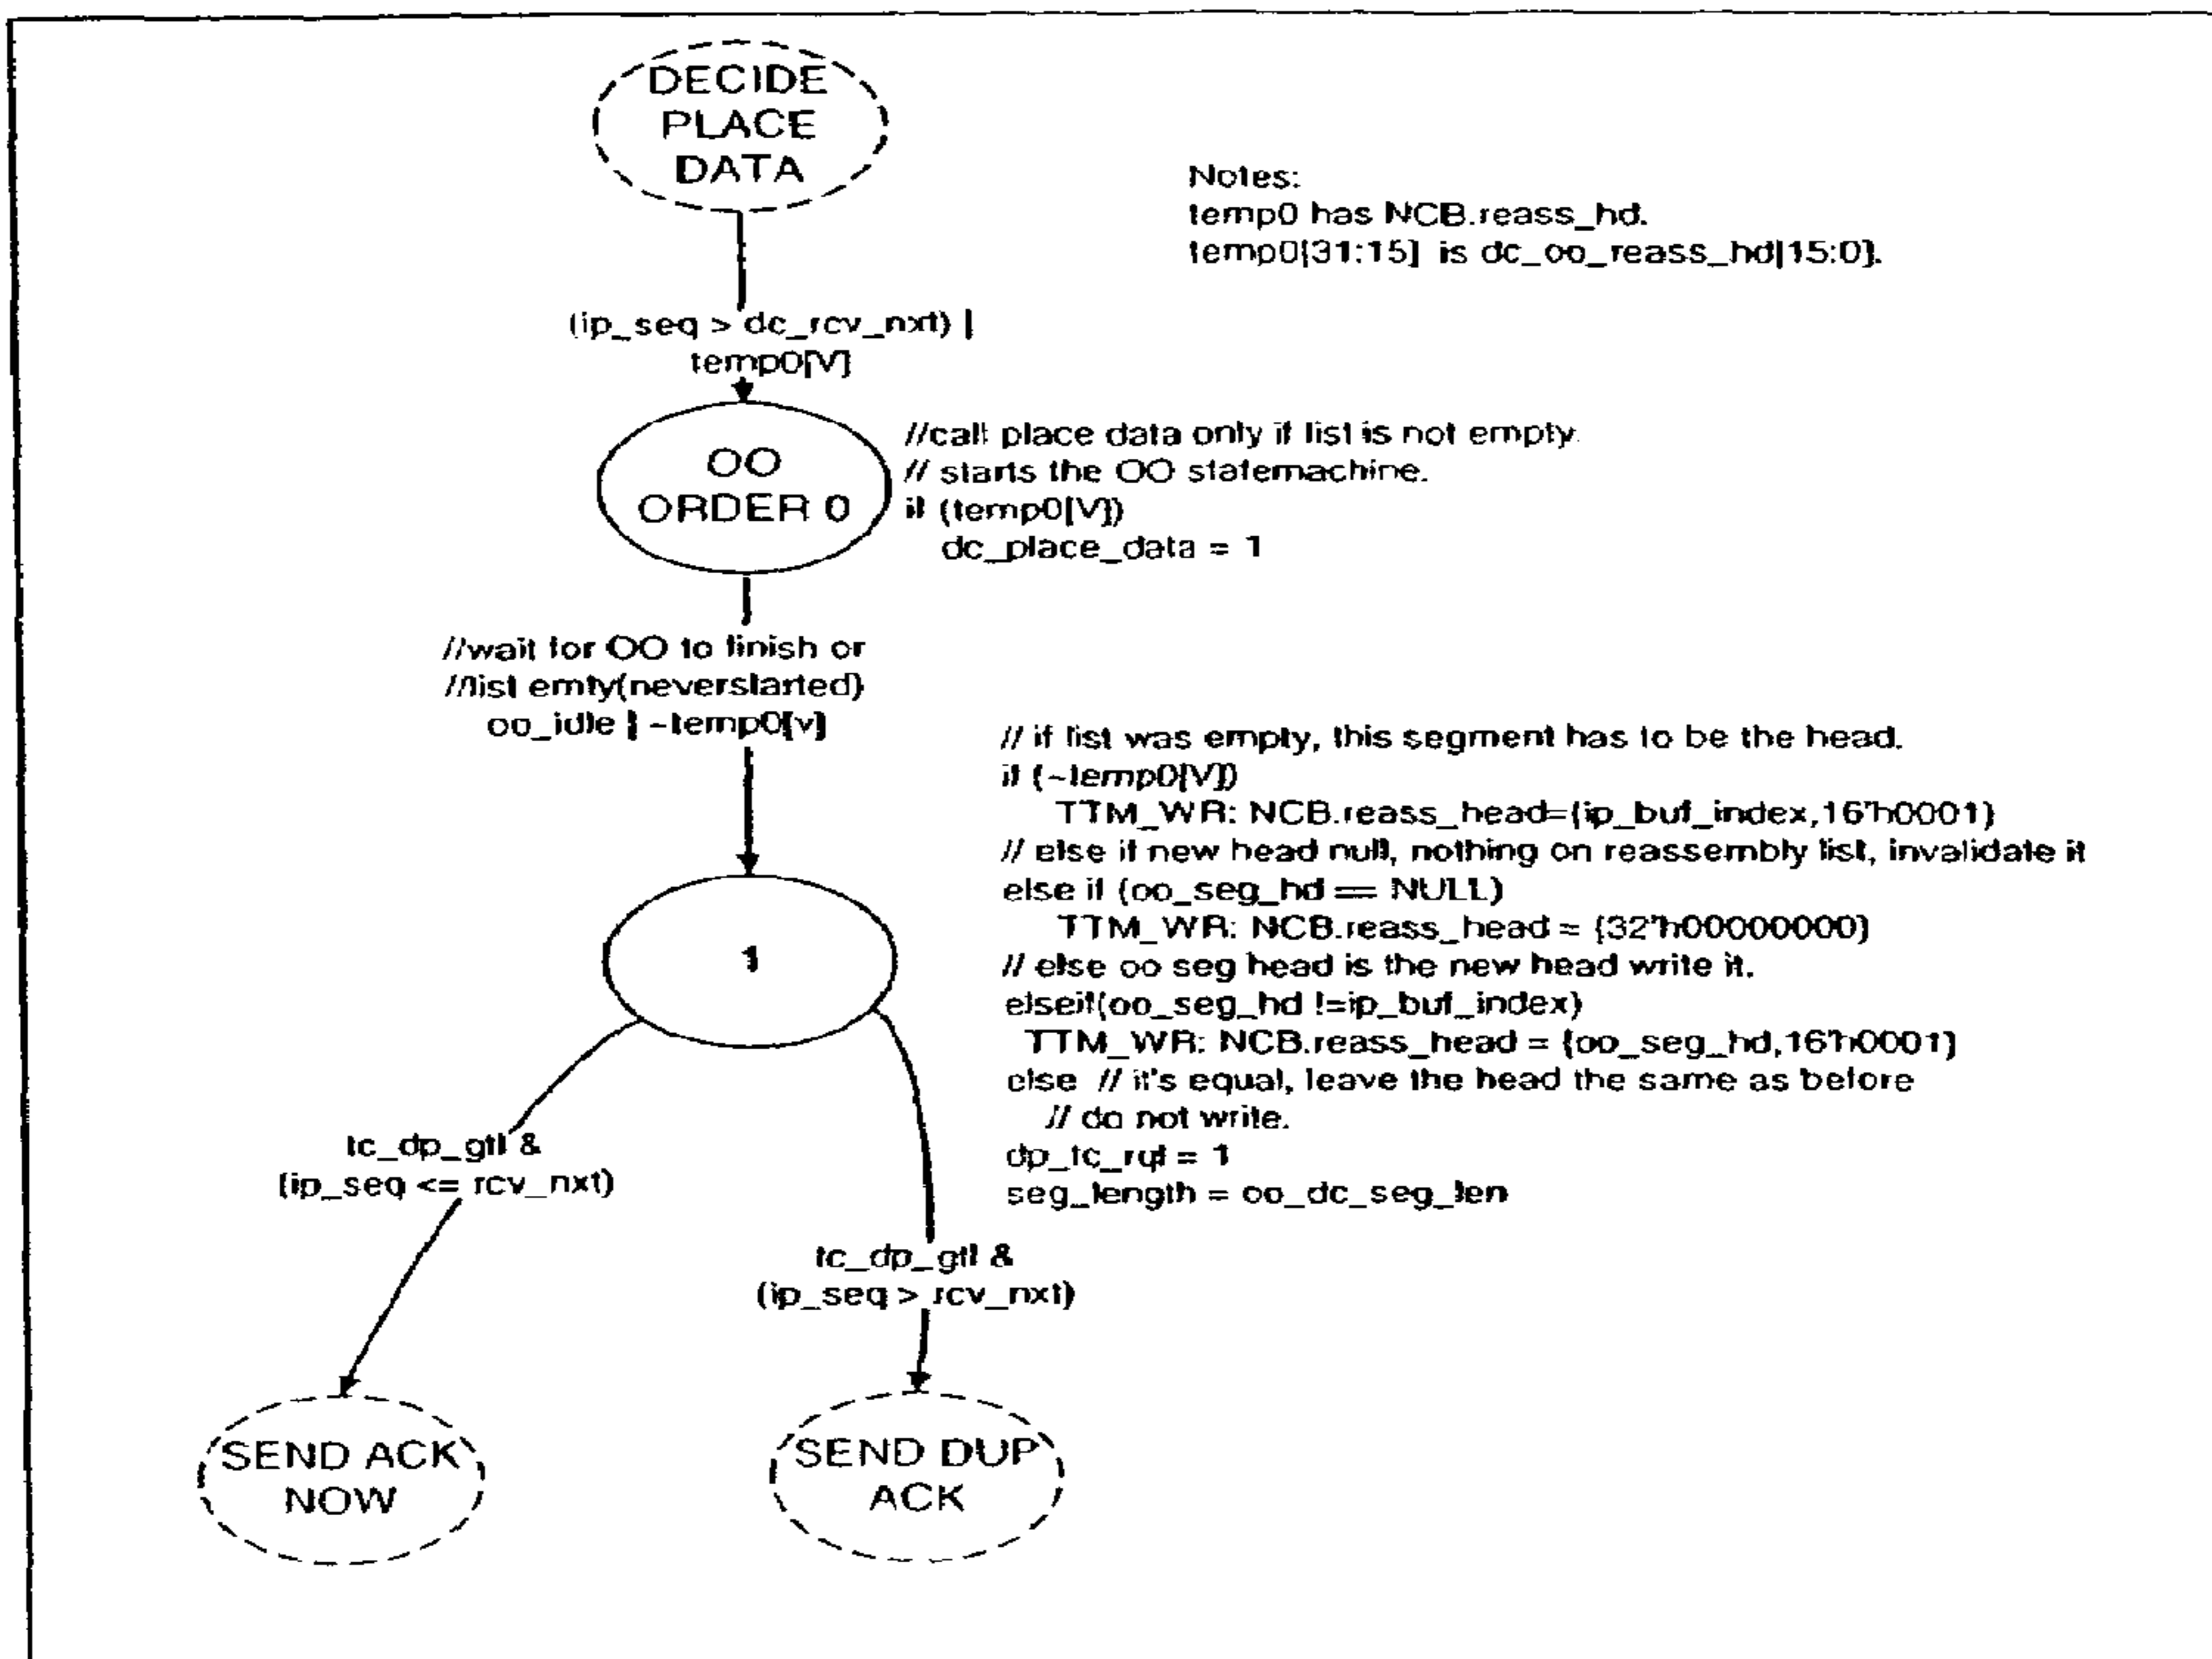 DECIDE
PLACE
DATA
Notes:
temp0 has NCB.reass_hd.
temp0[31:15] is dc_oo_reass_hd[15:0].
(ip_seq > dc_rcv_nxt) |
temp0[V]
OO
ORDER 0
//call place data only if list is not empty.
// starts the OO statemachine.
if (temp0[V])
dc_place_data = 1
//wait for OO to finish or
//list emty(neverstarted)
oo_idle | ~temp0[v]
1
// if list was empty, this segment has to be the head.
if (~temp0[V])
TTM_WR: NCB.reass_head={ip_buf_index,16'h0001}
// else if new head null, nothing on reassembly list, invalidate it
else if (oo_seg_hd == NULL)
TTM_WR: NCB.reass_head = {32'h00000000}
// else oo seg head is the new head write it.
elseif(oo_seg_hd !=ip_buf_index)
TTM_WR: NCB.reass_head = {oo_seg_hd,16'h0001}
else // it's equal, leave the head the same as before
// do not write.
dp_tc_rqt = 1
seg_length = oo_dc_seg_len
tc_dp_gtl &
(ip_seq <= rcv_nxt)
tc_dp_gtl &
(ip_seq > rcv_nxt)
SEND ACK
NOW
SEND DUP
ACK